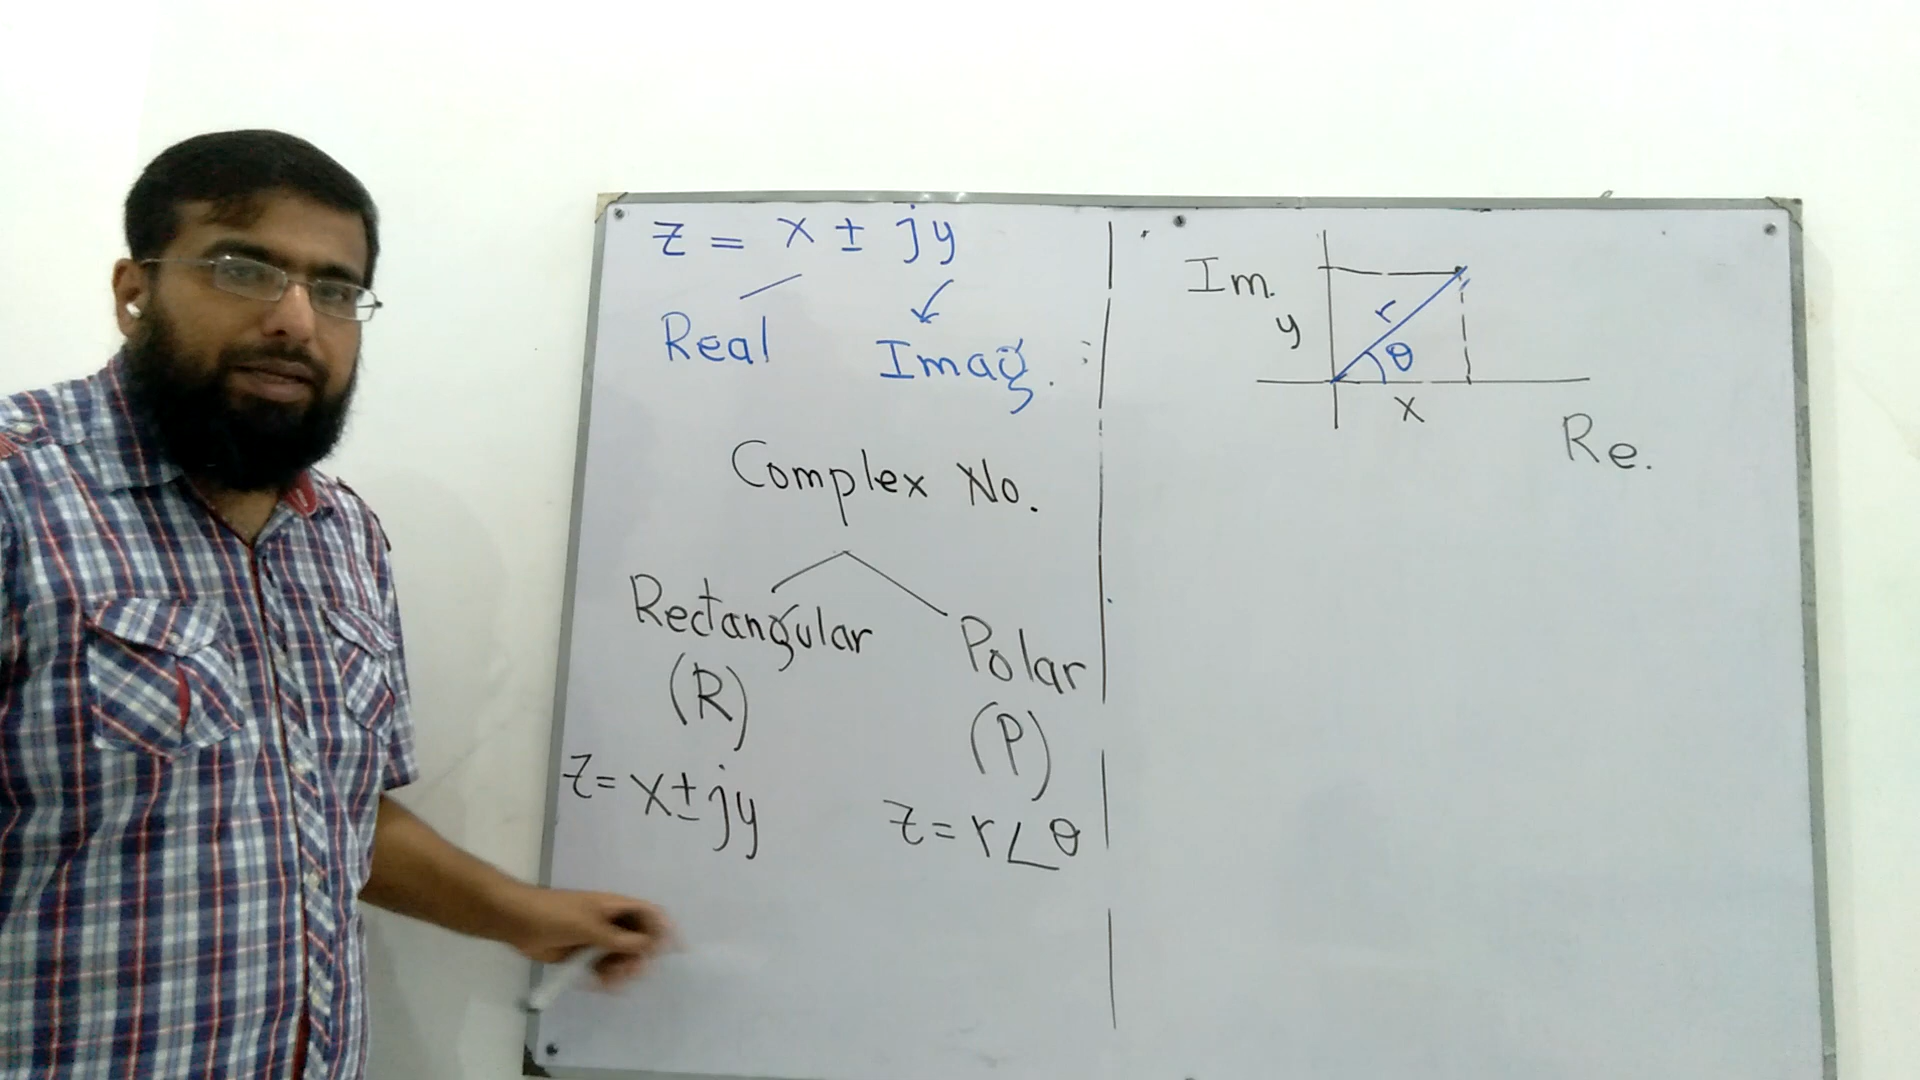 z = x ± jy
Real
Imag.
Complex No.
Rectangular
(R)
z = x ± jy
Polar
(P)
z = r∠θ
Im.
y
r
θ
x
Re.